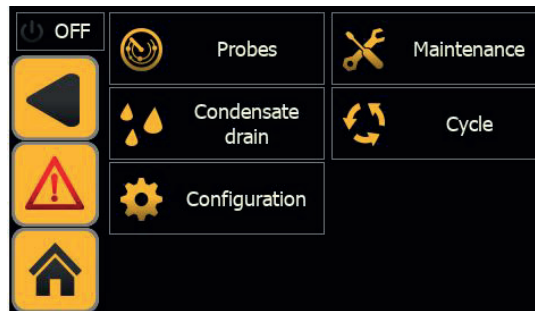 OFF
Probes
Maintenance
Condensate
drain
Cycle
Configuration